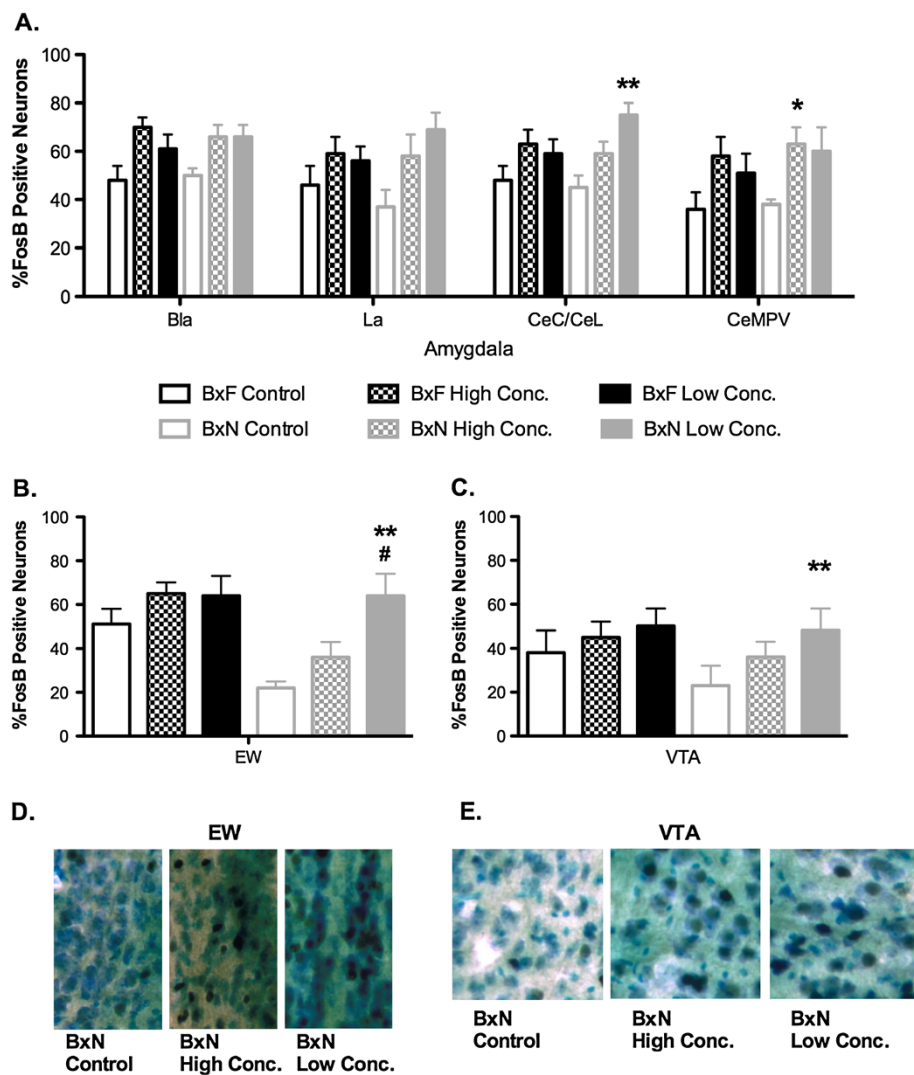 A.
100
80
60
40
20
0
%FosB Positive Neurons
**
*
Bla La CeC/CeL CeMPV
Amygdala
BxF Control BxF High Conc. BxF Low Conc.
BxN Control BxN High Conc. BxN Low Conc.
B.
100
80
60
40
20
0
%FosB Positive Neurons
**
#
EW
C.
100
80
60
40
20
0
%FosB Positive Neurons
**
VTA
D.
EW
BxN
Control
BxN
High Conc.
BxN
Low Conc.
E.
VTA
BxN
Control
BxN
High Conc.
BxN
Low Conc.